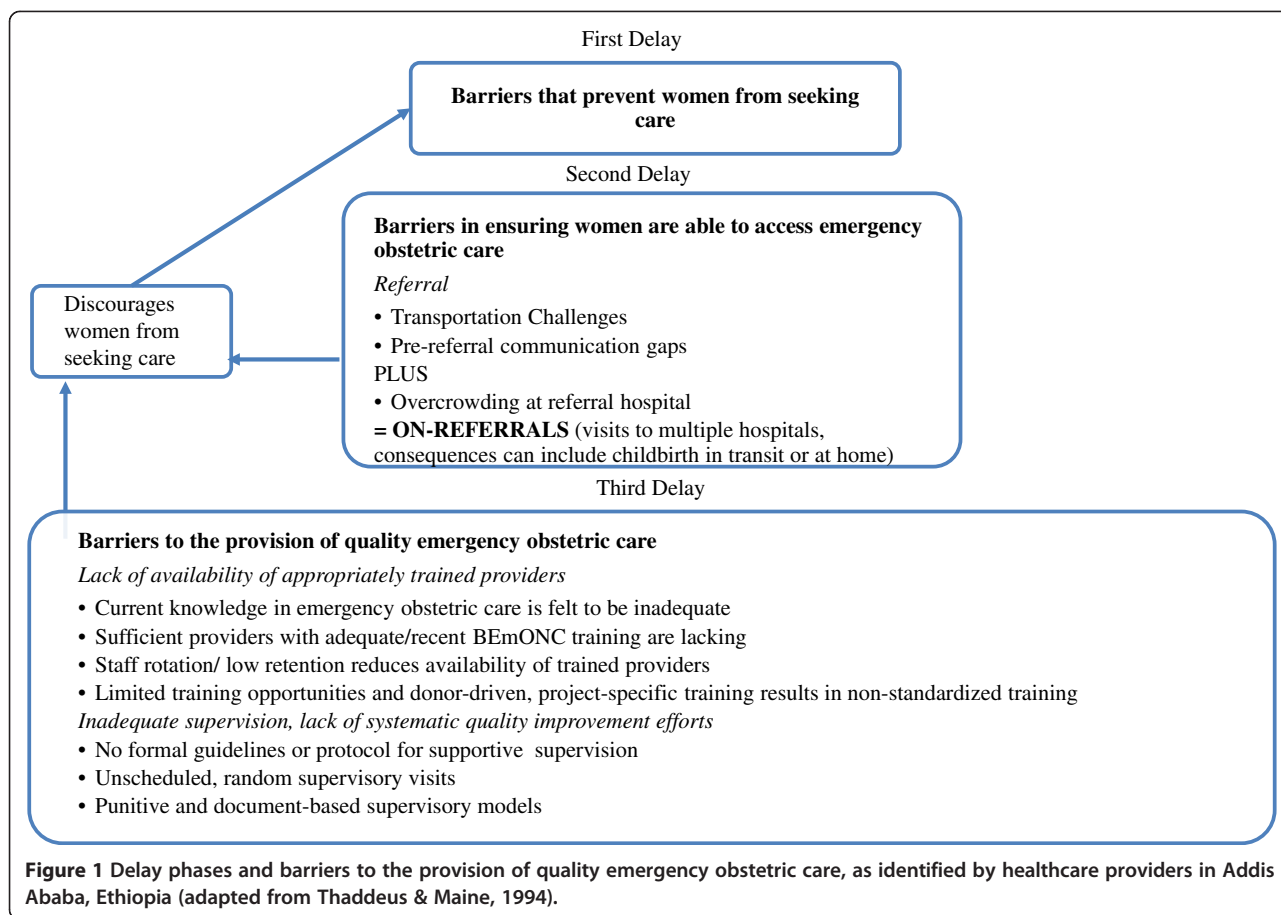 First Delay
Barriers that prevent women from seeking
care
Second Delay
Barriers in ensuring women are able to access emergency
obstetric care
Referral
• Transportation Challenges
• Pre-referral communication gaps
PLUS
• Overcrowding at referral hospital
= ON-REFERRALS (visits to multiple hospitals,
consequences can include childbirth in transit or at home)
Discourages
women from
seeking care
Third Delay
Barriers to the provision of quality emergency obstetric care
Lack of availability of appropriately trained providers
• Current knowledge in emergency obstetric care is felt to be inadequate
• Sufficient providers with adequate/recent BEmONC training are lacking
• Staff rotation/ low retention reduces availability of trained providers
• Limited training opportunities and donor-driven, project-specific training results in non-standardized training
Inadequate supervision, lack of systematic quality improvement efforts
• No formal guidelines or protocol for supportive supervision
• Unscheduled, random supervisory visits
• Punitive and document-based supervisory models
Figure 1 Delay phases and barriers to the provision of quality emergency obstetric care, as identified by healthcare providers in Addis
Ababa, Ethiopia (adapted from Thaddeus & Maine, 1994).